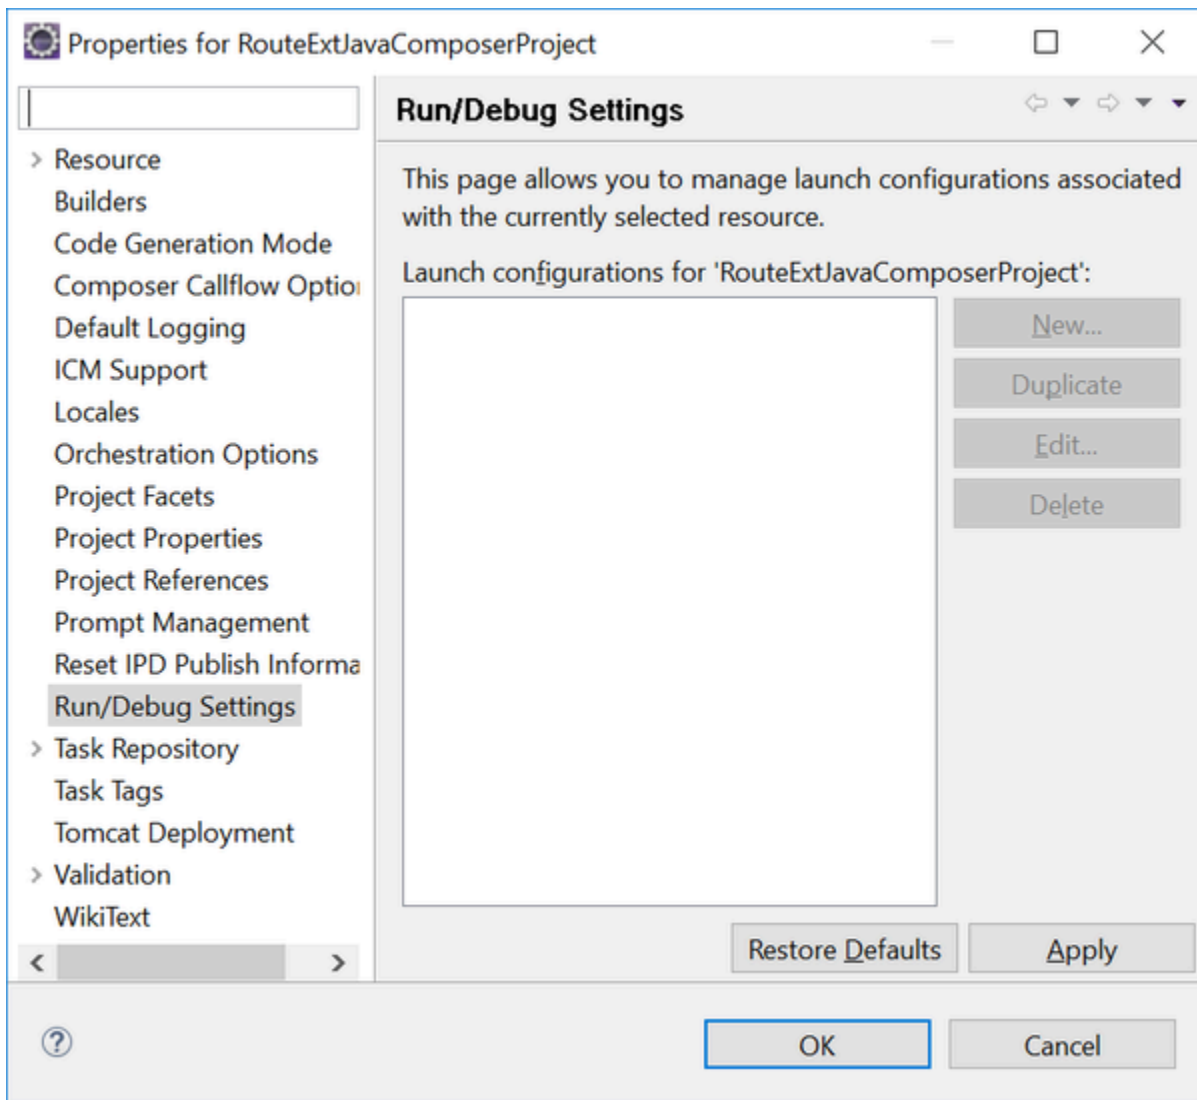 Properties for RouteExtJavaComposerProject
Run/Debug Settings
Resource
Builders
Code Generation Mode
Composer Callflow Optio
Default Logging
ICM Support
Locales
Orchestration Options
Project Facets
Project Properties
Project References
Prompt Management
Reset IPD Publish Informa
Run/Debug Settings
Task Repository
Task Tags
Tomcat Deployment
Validation
WikiText
This page allows you to manage launch configurations associated
with the currently selected resource.
Launch configurations for 'RouteExtJavaComposerProject':
New...
Duplicate
Edit...
Delete
Restore Defaults
Apply
OK
Cancel